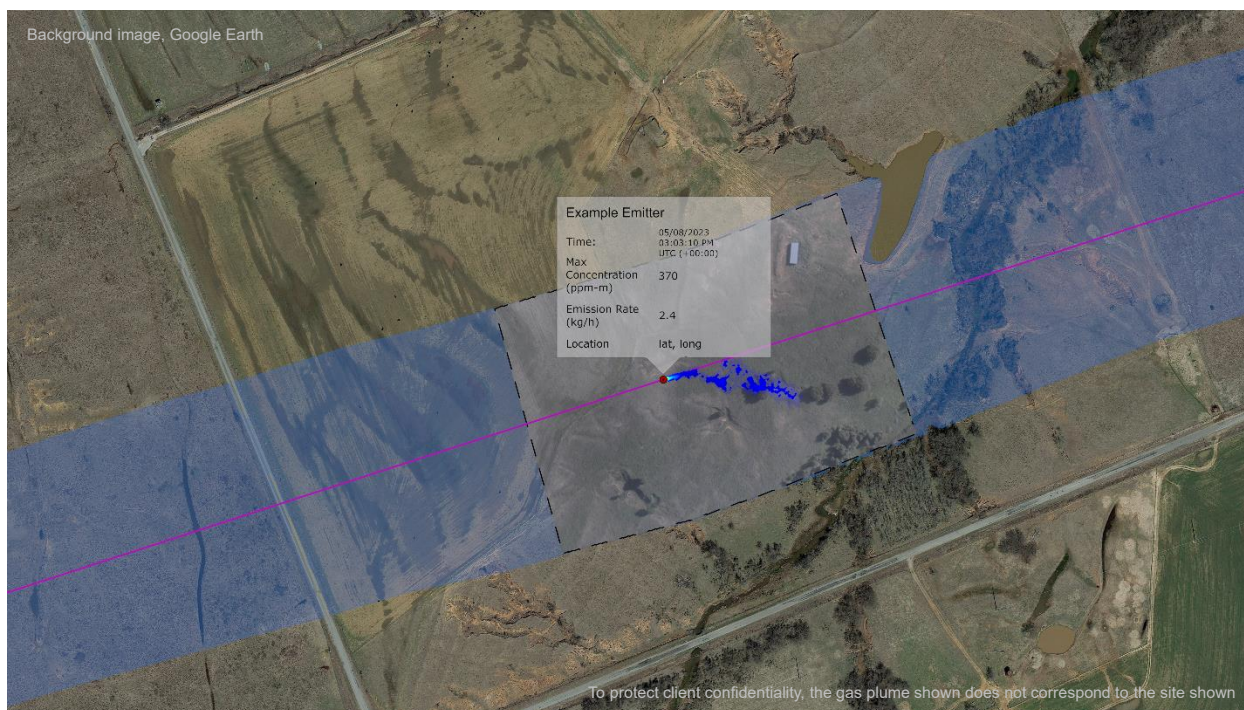 Background image, Google Earth
Example Emitter
05/08/2023
Time: 03:03:10 PM
UTC (+00:00)
Max
Concentration 370
(ppm-m)
Emission Rate
(kg/h) 2.4
Location lat, long
To protect client confidentiality, the gas plume shown does not correspond to the site shown